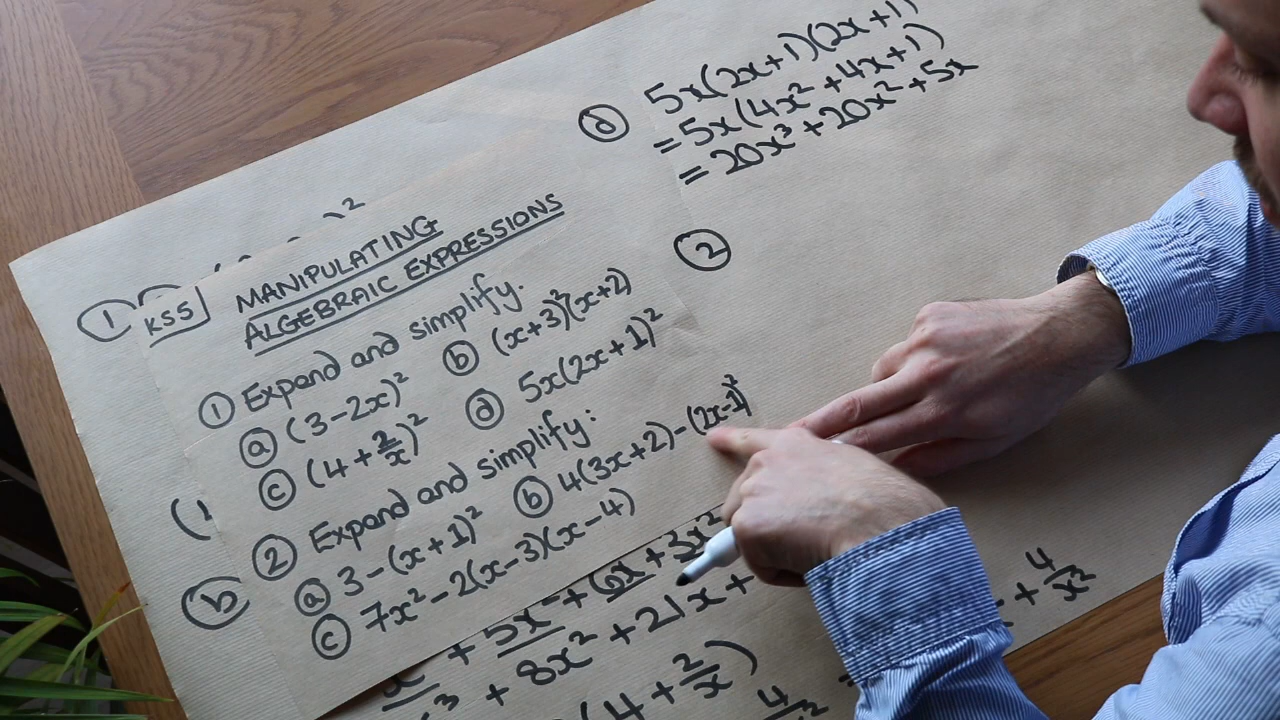 KS5
MANIPULATING
ALGEBRAIC EXPRESSIONS
① Expand and simplify.
ⓐ (3-2x)² ⓑ (x+3)²(x+2)
ⓒ (4+2/x)² ⓓ 5x(2x+1)²
② Expand and simplify:
ⓐ 3-(x+1)² ⓑ 4(3x+2)-(2x-1)²
ⓒ 7x²-2(x-3)(x-4)
ⓓ 5x(2x+1)(2x+1)
= 5x(4x²+4x+1)
= 20x³+20x²+5x
②
①
ⓑ
+ 5x² + 6x + 3x²
+ 8x² + 21x +
(4+2/x)
+ 4/x²